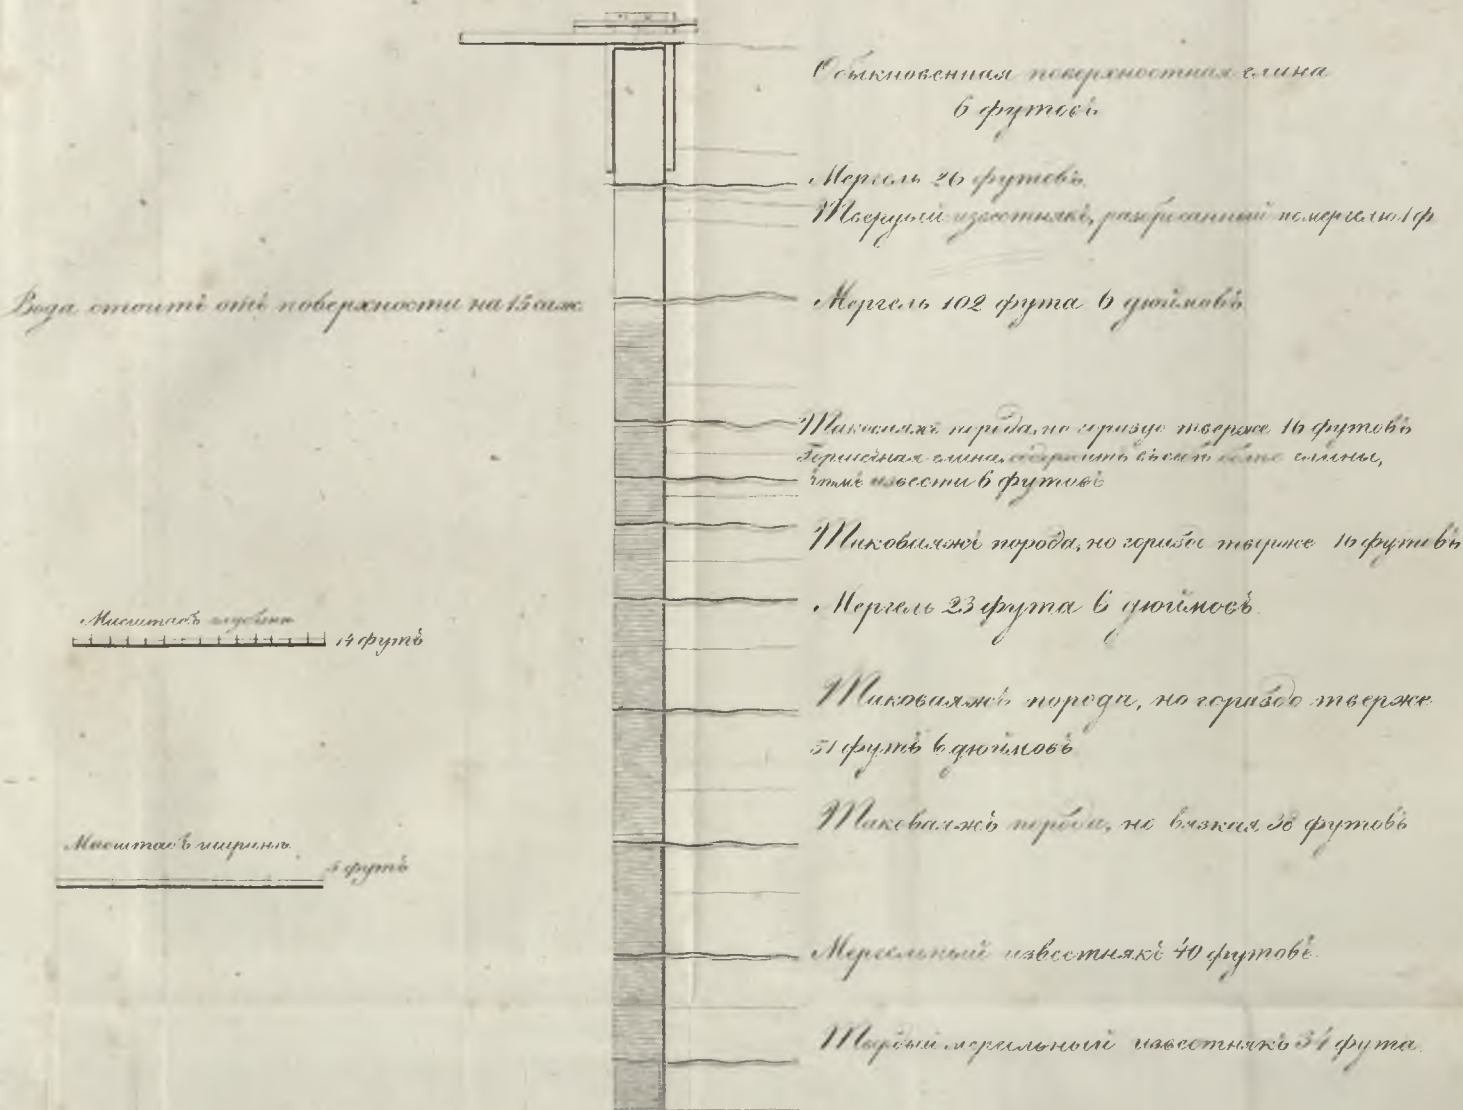 Обыкновенная поверхностная глина
6 футовъ
Мергель 26 футовъ
Твердый известнякъ, разбросанный по мергелю 1 ф
Вода стоитъ отъ поверхности на 15 саж.
Мергель 102 фута 6 дюймовъ
Таковаяжъ порода, но гораздо тверже 16 футовъ
Горшечная глина, содержитъ въ себѣ болѣе глины,
чѣмъ извести 6 футовъ
Таковаяжъ порода, но гораздо тверже 16 футовъ
Мергель 23 фута 6 дюймовъ
Масштабъ глубины
14 футъ
Таковаяжъ порода, но гораздо тверже
51 футъ 6 дюймовъ
Таковаяжъ порода, но вязкая 38 футовъ
Масштабъ ширины
5 футъ
Мергельный известнякъ 40 футовъ
Твердый мергельный известнякъ 34 фута